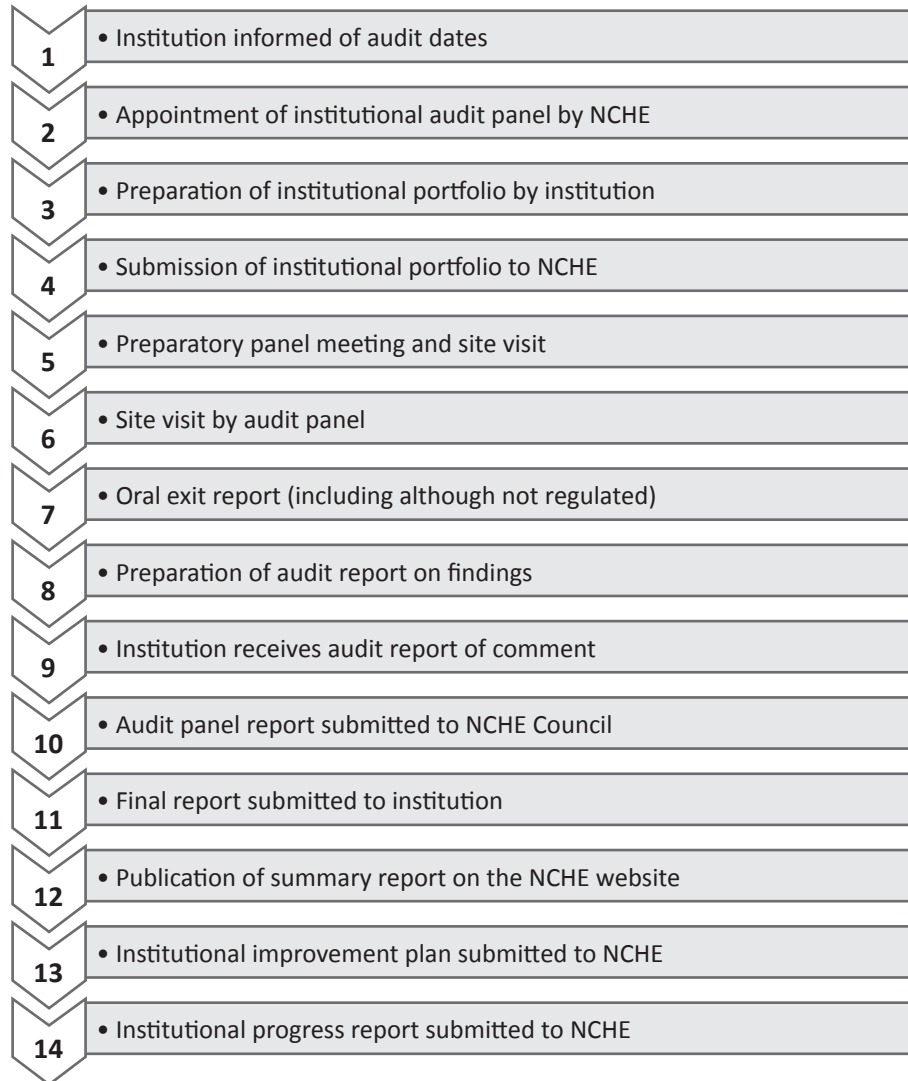 1 • Institution informed of audit dates
2 • Appointment of institutional audit panel by NCHE
3 • Preparation of institutional portfolio by institution
4 • Submission of institutional portfolio to NCHE
5 • Preparatory panel meeting and site visit
6 • Site visit by audit panel
7 • Oral exit report (including although not regulated)
8 • Preparation of audit report on findings
9 • Institution receives audit report of comment
10 • Audit panel report submitted to NCHE Council
11 • Final report submitted to institution
12 • Publication of summary report on the NCHE website
13 • Institutional improvement plan submitted to NCHE
14 • Institutional progress report submitted to NCHE